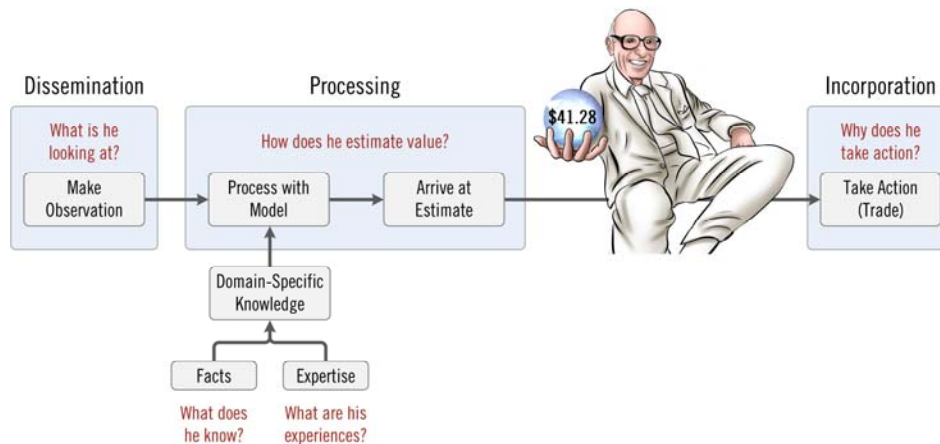 Dissemination
What is he
looking at?
Make
Observation
Processing
How does he estimate value?
Process with
Model
Arrive at
Estimate
$41.28
Incorporation
Why does he
take action?
Take Action
(Trade)
Domain-Specific
Knowledge
Facts
Expertise
What does
he know?
What are his
experiences?